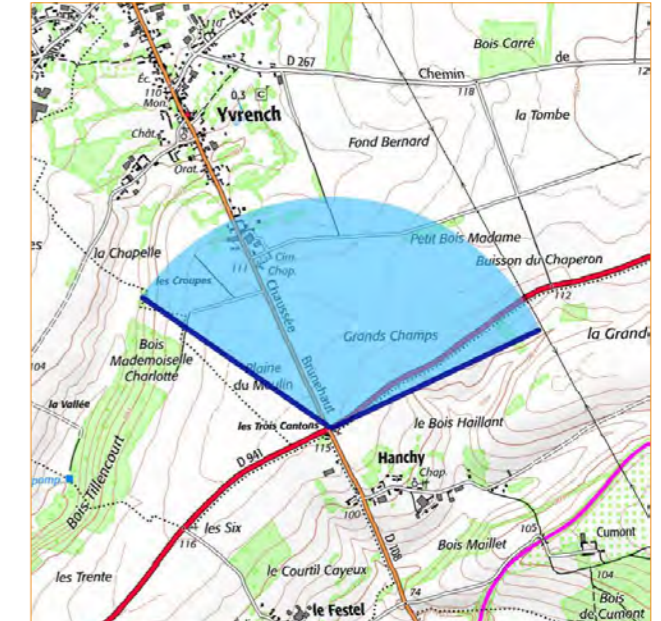 110
Bois Carré
D 267
Chemin
de
118
Éc.
110
Mon.
0.3
C
Yvrench
la Tombe
Chât.
Fond Bernard
Orat.
la Chapelle
Petit Bois Madame
111
Cim.
Chap.
Buisson du Chaperon
les Croupes
112
Chaussée
Brunehaut
Grands Champs
la Grand
Bois
Mademoiselle
Charlotte
Plaine
du Moulin
104
la Vallée
les Trois Cantons
115
le Bois Haillant
Hanchy
D 941
Chap.
Bois Tillencourt
100
les Six
116
D 108
105
Cumont
Bois Maillet
104
les Trente
le Courtil Cayeux
74
le Festel
Bois
de Cumont